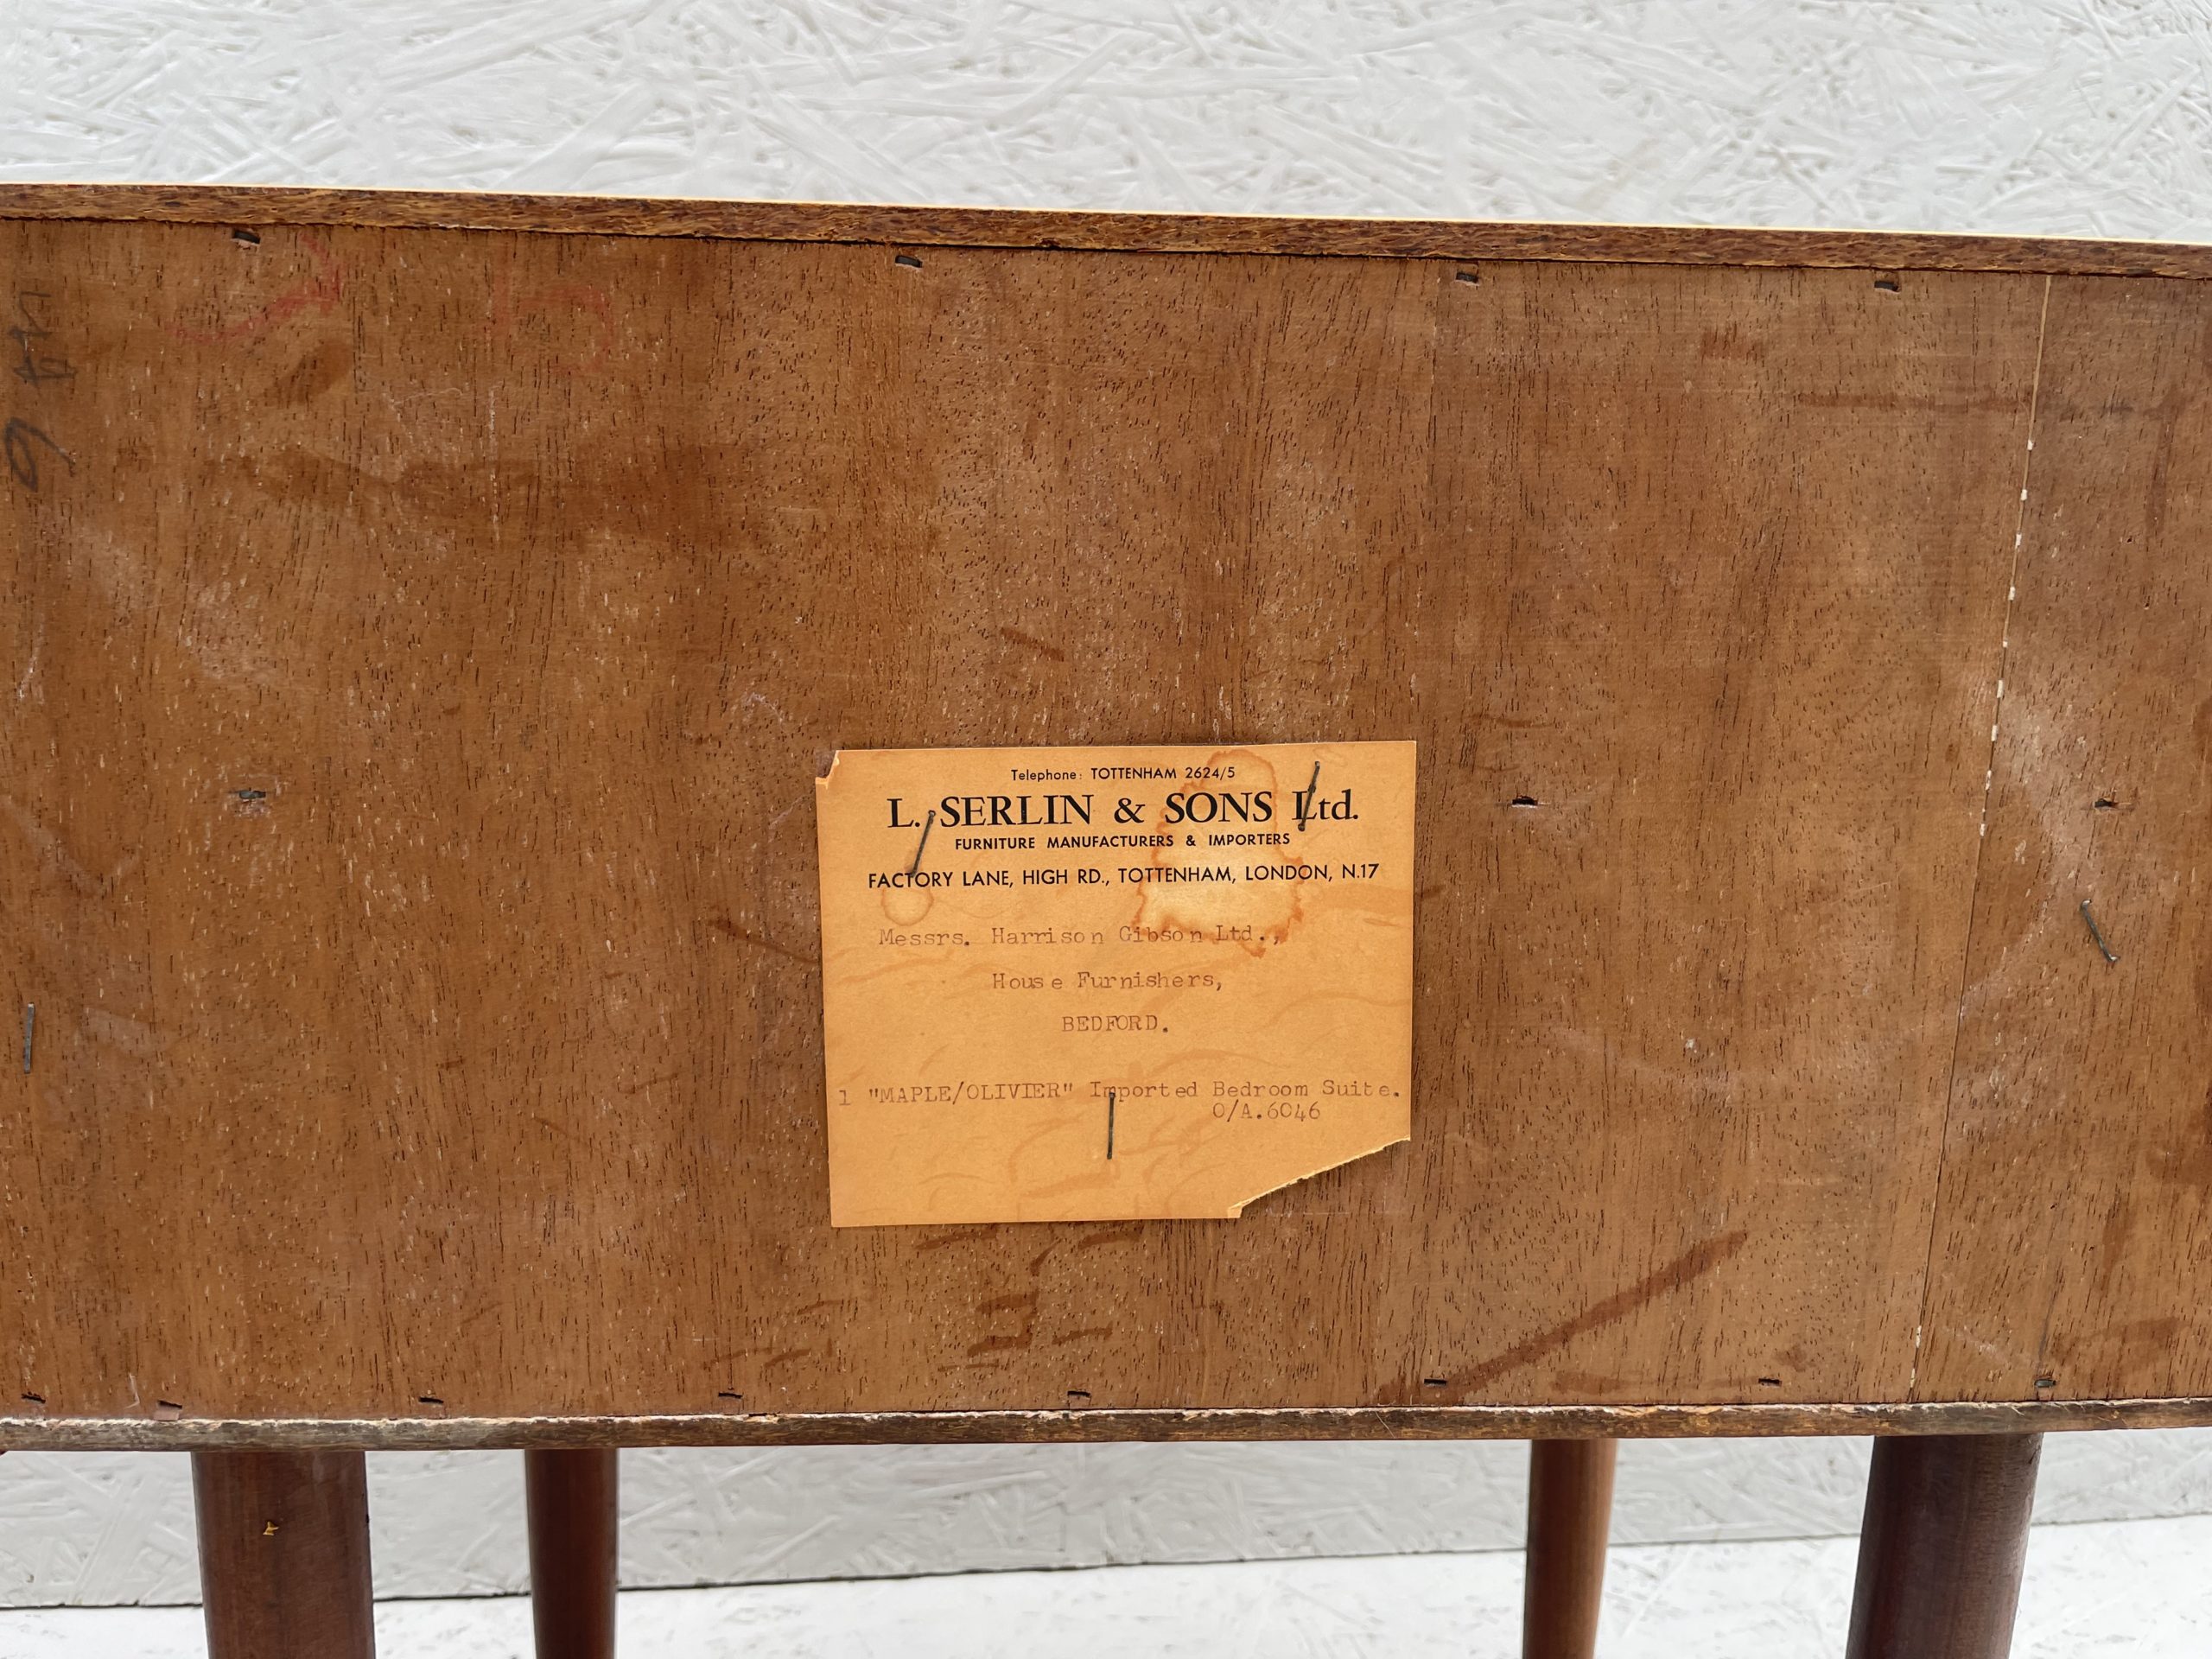 Telephone: TOTTENHAM 2624/5
L. SERLIN & SONS Ltd.
FURNITURE MANUFACTURERS & IMPORTERS
FACTORY LANE, HIGH RD., TOTTENHAM, LONDON, N.17
Messrs. Harrison Gibson Ltd.,
House Furnishers,
BEDFORD.
1 "MAPLE/OLIVIER" Imported Bedroom Suite.
O/A.6046